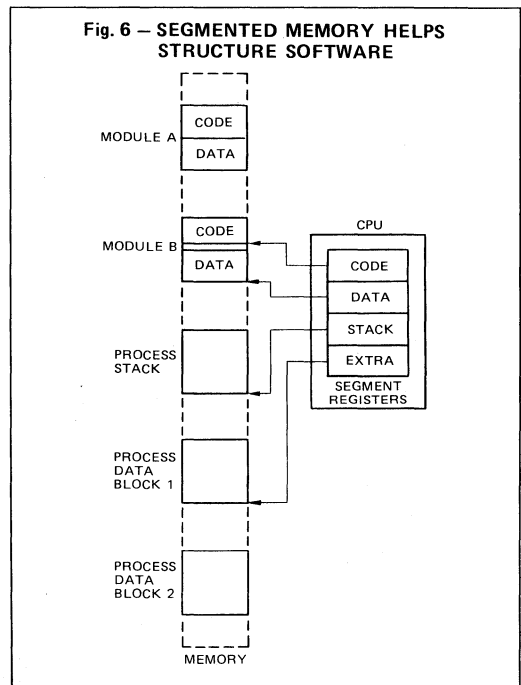 Fig. 6 — SEGMENTED MEMORY HELPS
STRUCTURE SOFTWARE
MODULE A
CODE
DATA
MODULE B
CODE
DATA
PROCESS
STACK
PROCESS
DATA
BLOCK 1
PROCESS
DATA
BLOCK 2
MEMORY
CPU
CODE
DATA
STACK
EXTRA
SEGMENT
REGISTERS